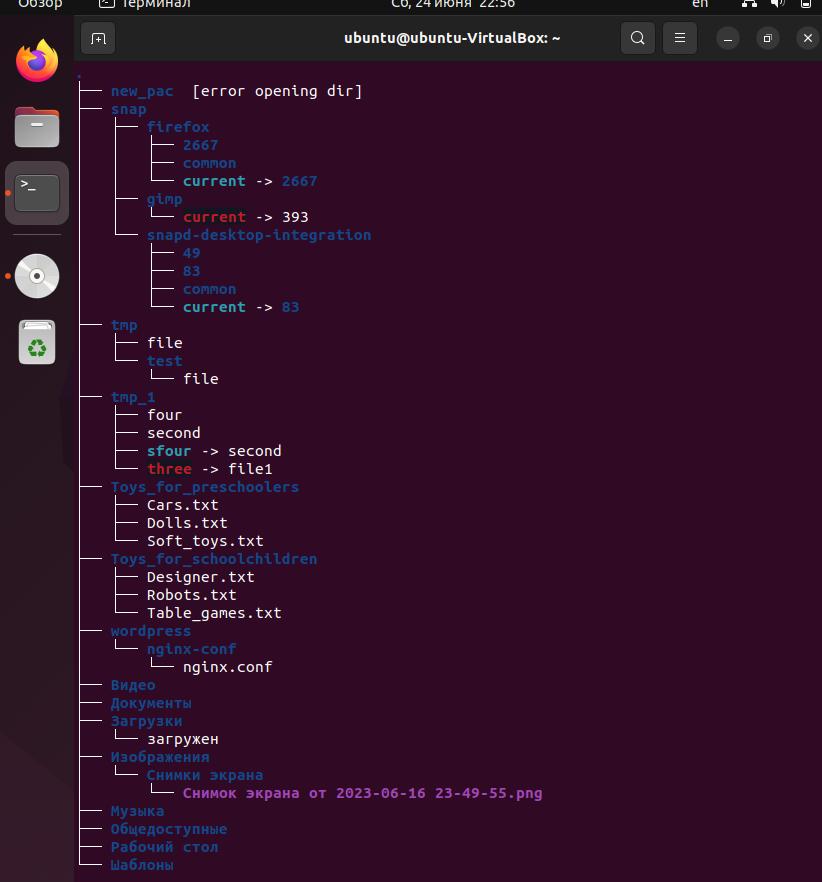 Обзор Терминал Сб, 24 июня 22:56 en
ubuntu@ubuntu-VirtualBox: ~
.
├── new_pac  [error opening dir]
├── snap
│   ├── firefox
│   │   ├── 2667
│   │   ├── common
│   │   └── current -> 2667
│   ├── gimp
│   │   └── current -> 393
│   └── snapd-desktop-integration
│       ├── 49
│       ├── 83
│       ├── common
│       └── current -> 83
├── tmp
│   ├── file
│   └── test
│       └── file
├── tmp_1
│   ├── four
│   ├── second
│   ├── sfour -> second
│   └── three -> file1
├── Toys_for_preschoolers
│   ├── Cars.txt
│   ├── Dolls.txt
│   └── Soft_toys.txt
├── Toys_for_schoolchildren
│   ├── Designer.txt
│   ├── Robots.txt
│   └── Table_games.txt
├── wordpress
│   └── nginx-conf
│       └── nginx.conf
├── Видео
├── Документы
├── Загрузки
│   └── загружен
├── Изображения
│   └── Снимки экрана
│       └── Снимок экрана от 2023-06-16 23-49-55.png
├── Музыка
├── Общедоступные
├── Рабочий стол
└── Шаблоны